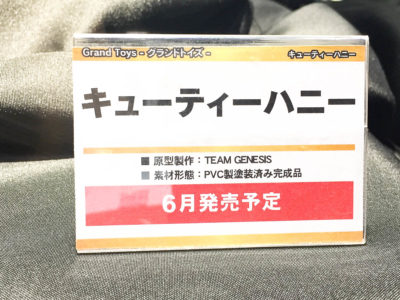 Grand Toys - グランドトイズ -
キューティーハニー
キューティーハニー
■ 原型製作：TEAM GENESIS
■ 素材形態：PVC製塗装済み完成品
6月発売予定